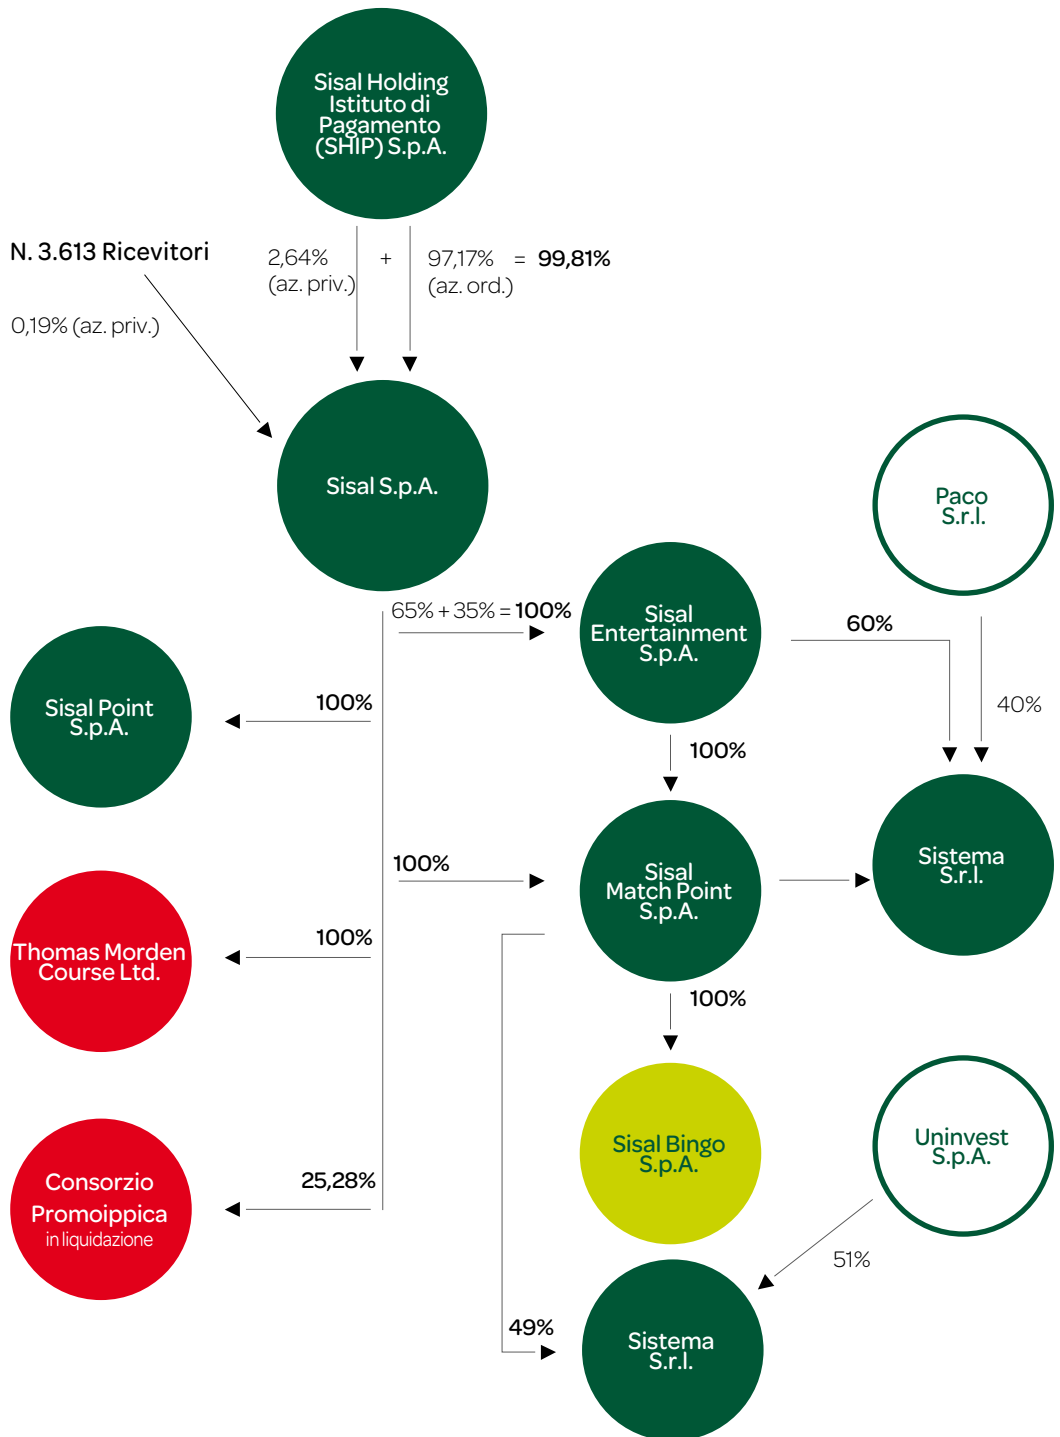 Sisal Holding
Istituto di
Pagamento
(SHIP) S.p.A.
N. 3.613 Ricevitori
0,19% (az. priv.)
2,64% + 97,17% = 99,81%
(az. priv.) (az. ord.)
Sisal S.p.A.
Paco
S.r.l.
65% + 35% = 100%
Sisal
Entertainment
S.p.A.
60%
40%
Sisal Point
S.p.A.
100%
100%
Sisal
Match Point
S.p.A.
100%
Sistema
S.r.l.
Thomas Morden
Course Ltd.
100%
100%
Sisal Bingo
S.p.A.
Uninvest
S.p.A.
Consorzio
Promoippica
in liquidazione
25,28%
51%
49%
Sistema
S.r.l.